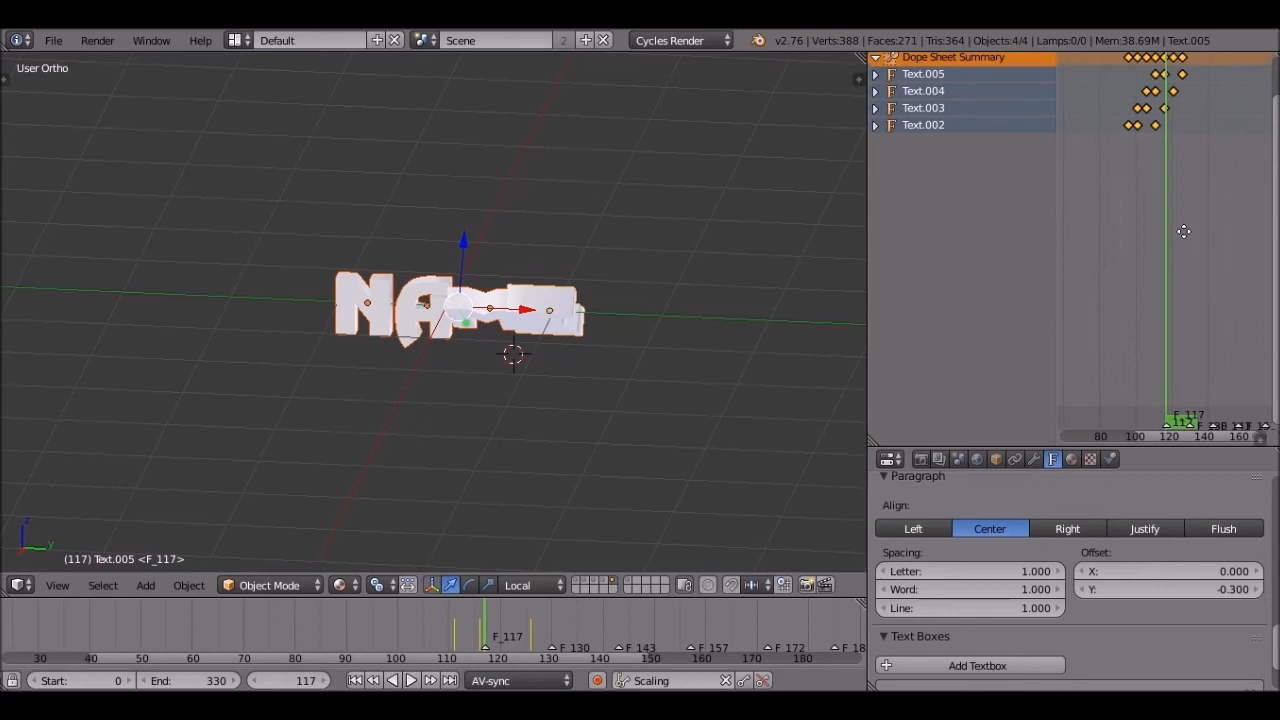 File Render Window Help Default Scene 2 Cycles Render v2.76 | Verts:388 | Faces:271 | Tris:364 | Objects:4/4 | Lamps:0/0 | Mem:38.69M | Text.005
User Ortho
NA
(117) Text.005 <F_117>
Dope Sheet Summary
Text.005
Text.004
Text.003
Text.002
F_117
117
80 100 120 140 160
Paragraph
Align:
Left Center Right Justify Flush
Spacing: Offset:
Letter: 1.000 X: 0.000
Word: 1.000 Y: -0.300
Line: 1.000
Text Boxes
Add Textbox
z
y
View Select Add Object Object Mode Local
F_117 F_130 F_143 F_157 F_172 F_18
30 40 50 60 70 80 90 100 110 120 130 140 150 160 170 180
Start: 0 End: 330 117 AV-sync Scaling